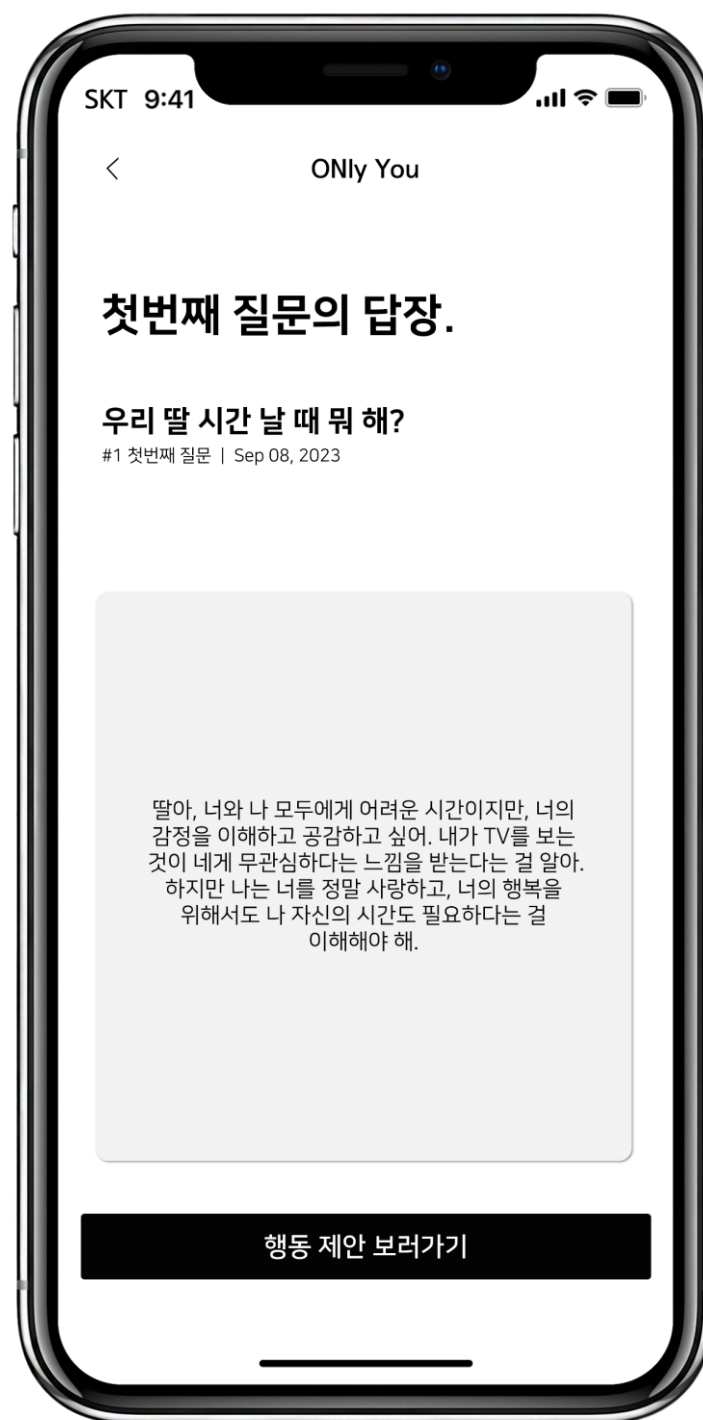 SKT 9:41
ONly You
첫번째 질문의 답장.
우리 딸 시간 날 때 뭐 해?
#1 첫번째 질문 | Sep 08, 2023
딸아, 너와 나 모두에게 어려운 시간이지만, 너의
감정을 이해하고 공감하고 싶어. 내가 TV를 보는
것이 네게 무관심하다는 느낌을 받는다는 걸 알아.
하지만 나는 너를 정말 사랑하고, 너의 행복을
위해서도 나 자신의 시간도 필요하다는 걸
이해해야 해.
행동 제안 보러가기